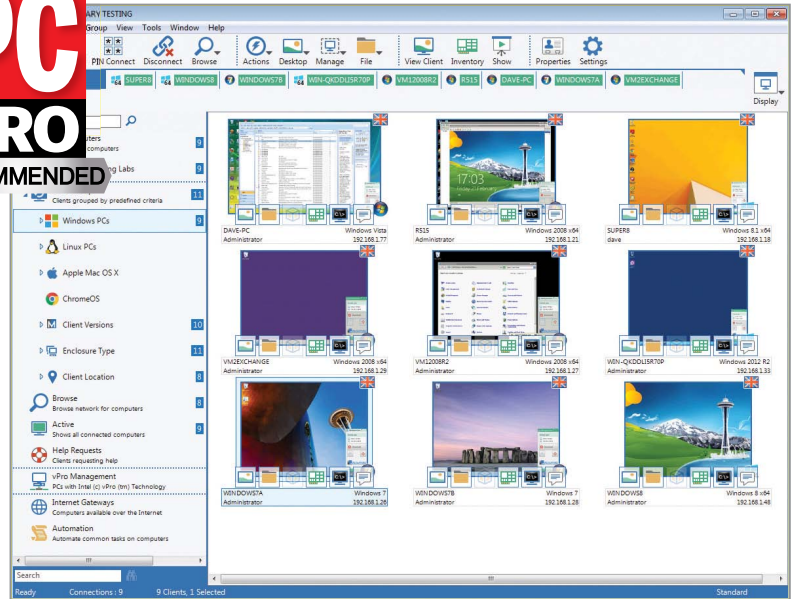 PC
PRO
RECOMMENDED
TESTING
Group View Tools Window Help
PIN Connect Disconnect Browse Actions Desktop Manage File View Client Inventory Show Properties Settings
SUPER8 WINDOWS8 WINDOWS7B WIN-QKDDLI5R70P VM12008R2 RS15 DAVE-PC WINDOWS7A VM2EXCHANGE
Display
computers 9
Labs 9
11
Clients grouped by predefined criteria
Windows PCs 9
Linux PCs
Apple Mac OS X
ChromeOS
Client Versions 10
Enclosure Type 11
Client Location 8
Browse 8
Browse network for computers
Active 9
Shows all connected computers
Help Requests
Clients requesting help
vPro Management
PCs with Intel (c) vPro (tm) Technology
Internet Gateways
Computers available over the Internet
Automation
Automate common tasks on computers
Search
17:03
DAVE-PC Windows Vista
Administrator 192.168.1.77
RS15 Windows 2008 x64
Administrator 192.168.1.21
SUPER8 Windows 8.1 x64
dave 192.168.1.18
VM2EXCHANGE Windows 2008 x64
Administrator 192.168.1.29
VM12008R2 Windows 2008 x64
Administrator 192.168.1.27
WIN-QKDDLI5R70P Windows 2012 R2
Administrator 192.168.1.33
WINDOWS7A Windows 7
Administrator 192.168.1.26
WINDOWS7B Windows 7
Administrator 192.168.1.28
WINDOWS8 Windows 8 x64
Administrator 192.168.1.48
Ready Connections : 9 9 Clients, 1 Selected Standard